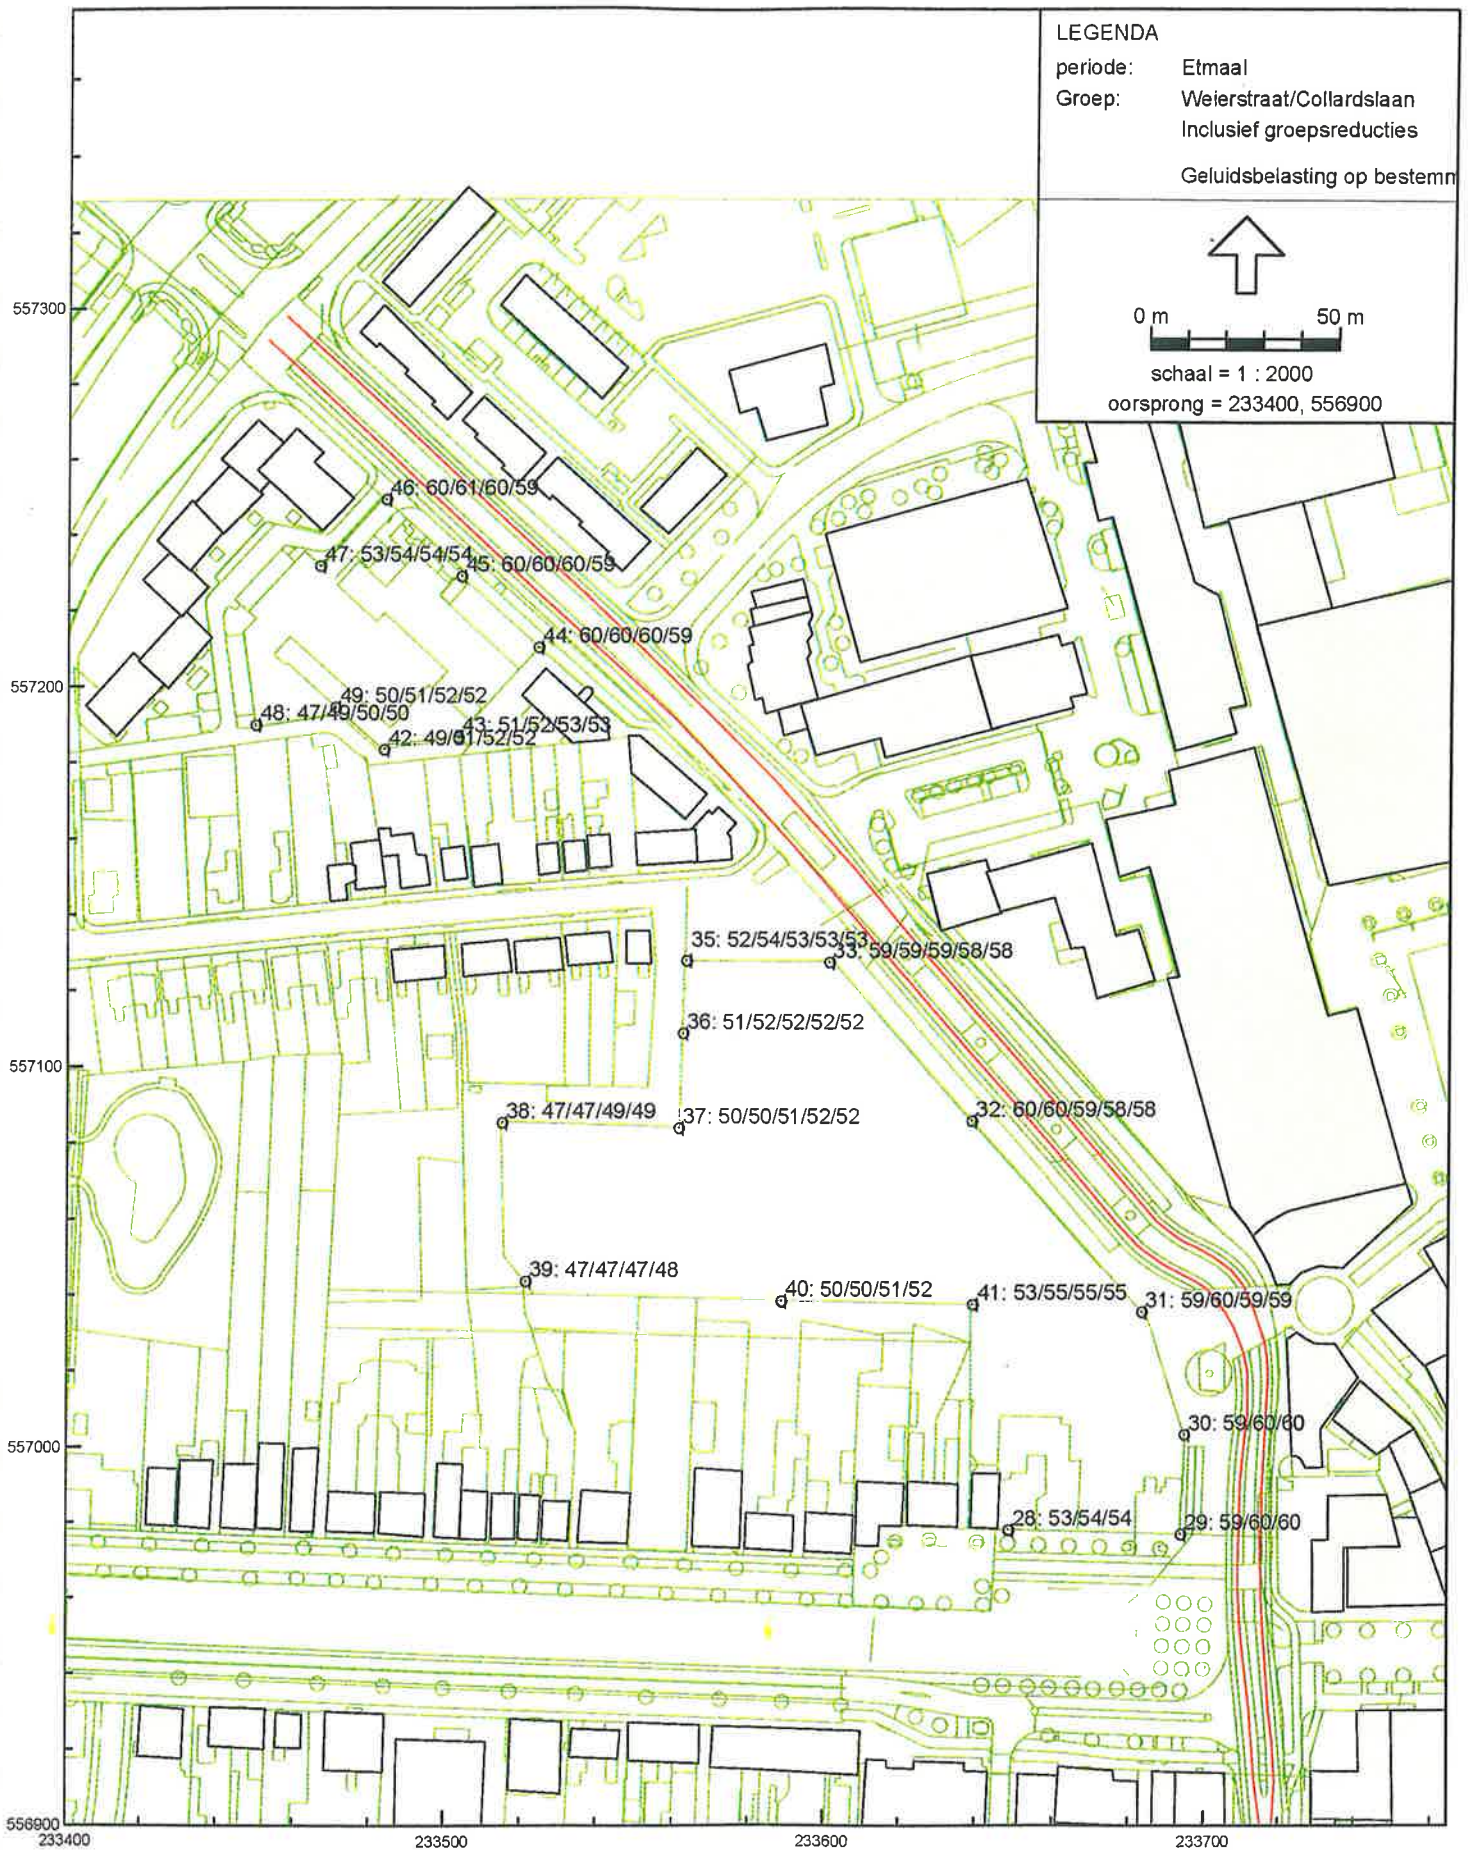 LEGENDA
periode: Etmaal
Groep: Weierstraat/Collardslaan
Inclusief groepsreducties
Geluidsbelasting op bestemm
0 m 50 m
schaal = 1 : 2000
oorsprong = 233400, 556900
557300
46: 60/61/60/59
47: 53/54/54/54
45: 60/60/60/59
44: 60/60/60/59
557200
49: 50/51/52/52
48: 47/49/50/50
43: 51/52/53/53
42: 49/51/52/52
35: 52/54/53/53/53
33: 59/59/59/58/58
36: 51/52/52/52/52
557100
38: 47/47/49/49
37: 50/50/51/52/52
32: 60/60/59/58/58
39: 47/47/47/48
40: 50/50/51/52
41: 53/55/55/55
31: 59/60/59/59
30: 59/60/60
557000
28: 53/54/54
29: 59/60/60
556900
233400 233500 233600 233700